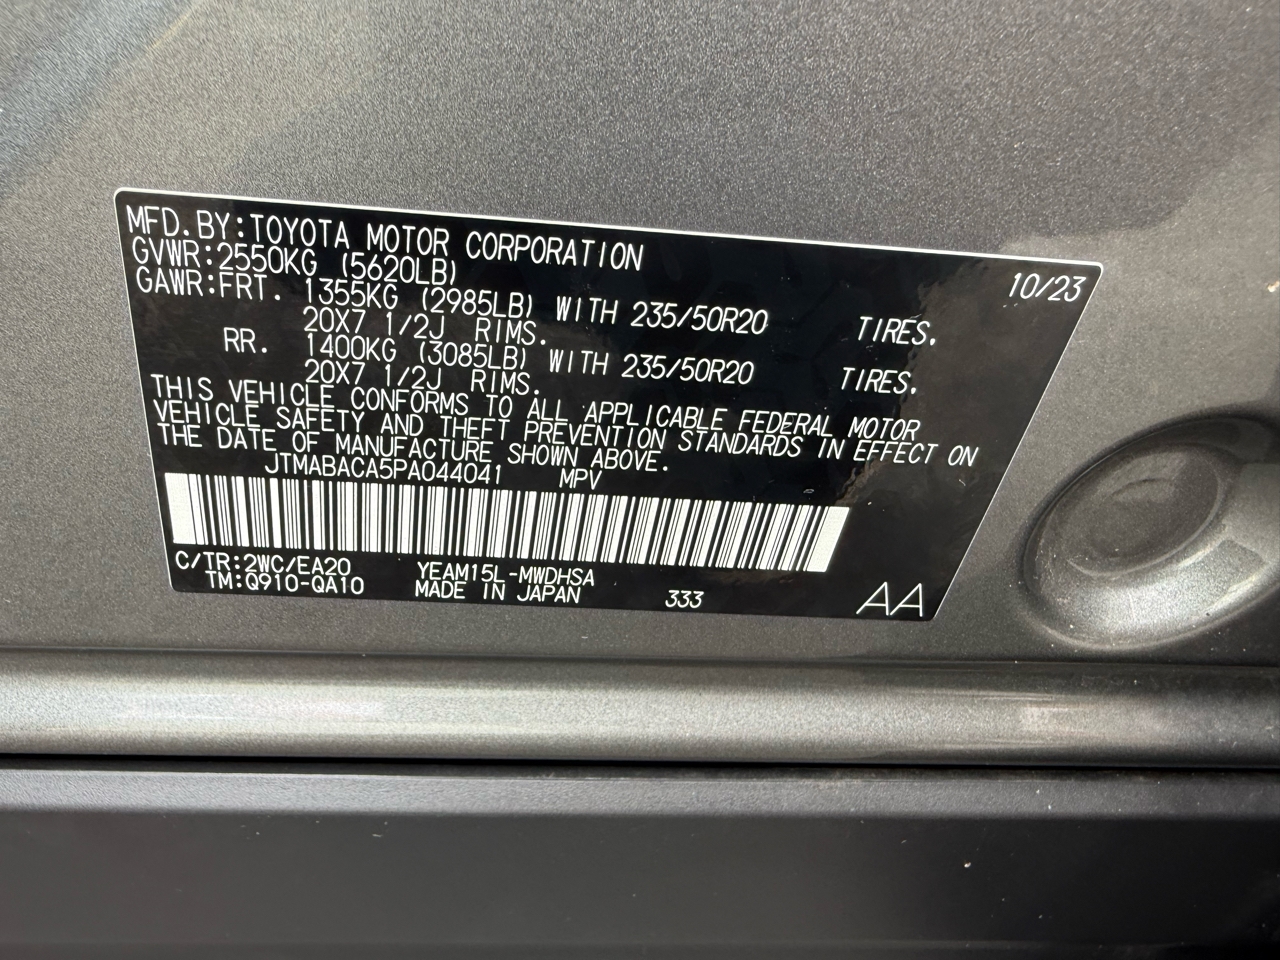 MFD.BY:TOYOTA MOTOR CORPORATION 10/23
GVWR:2550KG (5620LB)
GAWR:FRT. 1355KG (2985LB) WITH 235/50R20 TIRES.
20X7 1/2J RIMS.
RR. 1400KG (3085LB) WITH 235/50R20 TIRES.
20X7 1/2J RIMS.
THIS VEHICLE CONFORMS TO ALL APPLICABLE FEDERAL MOTOR
VEHICLE SAFETY AND THEFT PREVENTION STANDARDS IN EFFECT ON
THE DATE OF MANUFACTURE SHOWN ABOVE.
JTMABACA5PA044041 MPV
C/TR:2WC/EA20 YEAM15L-MWDHSA
TM:Q910-QA10 MADE IN JAPAN 333 AA